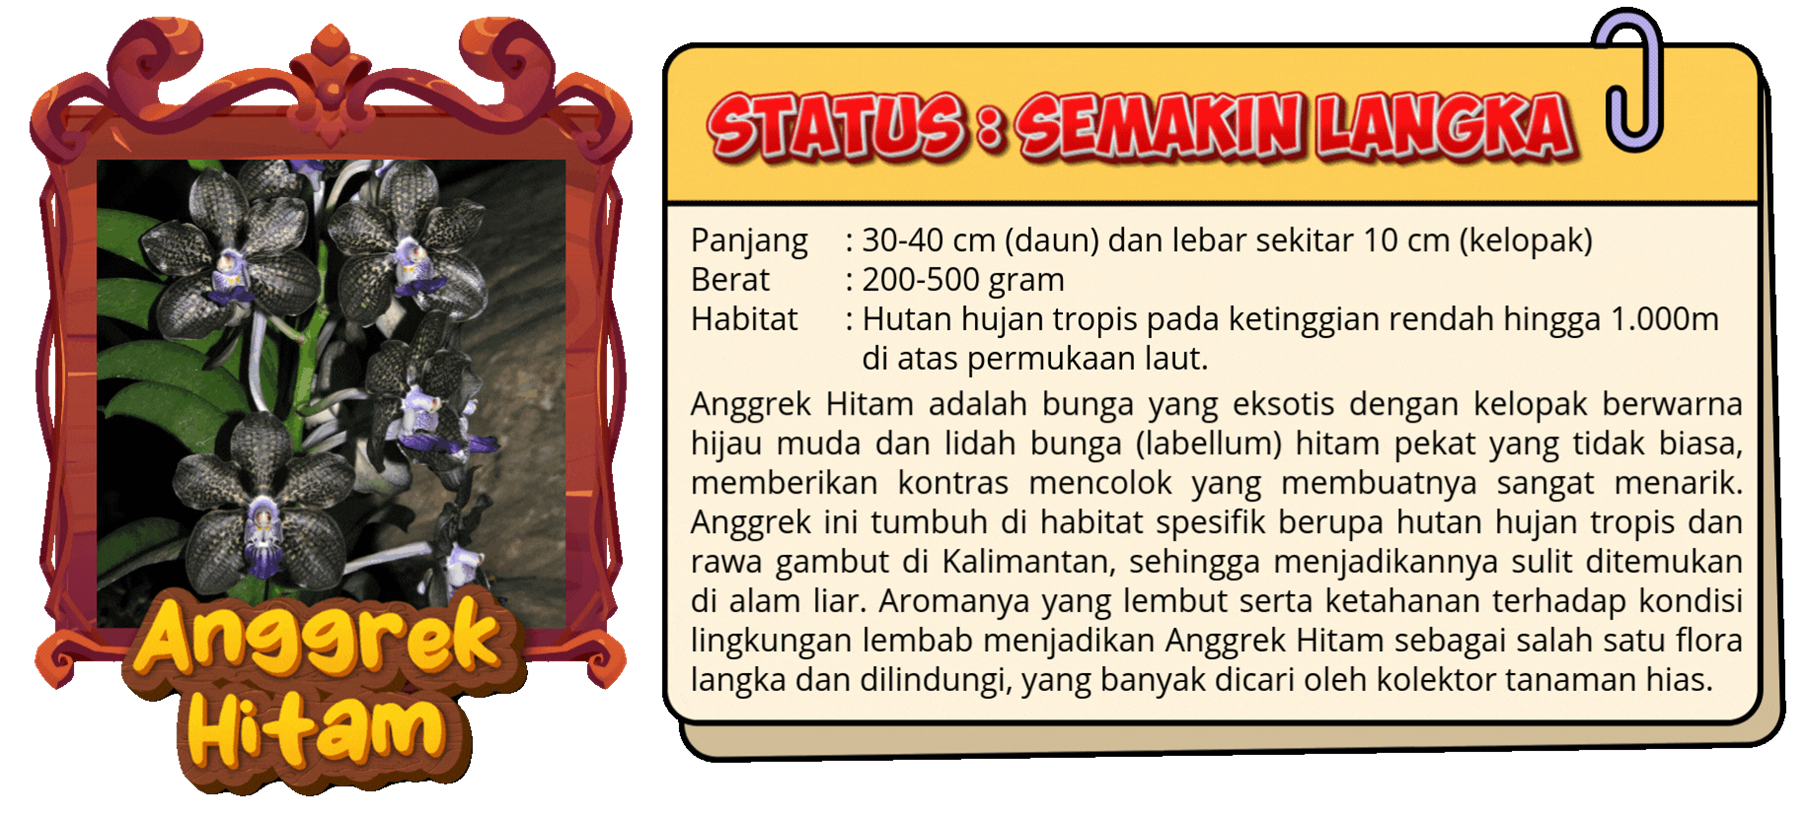 Anggrek
Hitam
STATUS : SEMAKIN LANGKA
Panjang : 30-40 cm (daun) dan lebar sekitar 10 cm (kelopak)
Berat : 200-500 gram
Habitat : Hutan hujan tropis pada ketinggian rendah hingga 1.000m
di atas permukaan laut.
Anggrek Hitam adalah bunga yang eksotis dengan kelopak berwarna
hijau muda dan lidah bunga (labellum) hitam pekat yang tidak biasa,
memberikan kontras mencolok yang membuatnya sangat menarik.
Anggrek ini tumbuh di habitat spesifik berupa hutan hujan tropis dan
rawa gambut di Kalimantan, sehingga menjadikannya sulit ditemukan
di alam liar. Aromanya yang lembut serta ketahanan terhadap kondisi
lingkungan lembab menjadikan Anggrek Hitam sebagai salah satu flora
langka dan dilindungi, yang banyak dicari oleh kolektor tanaman hias.